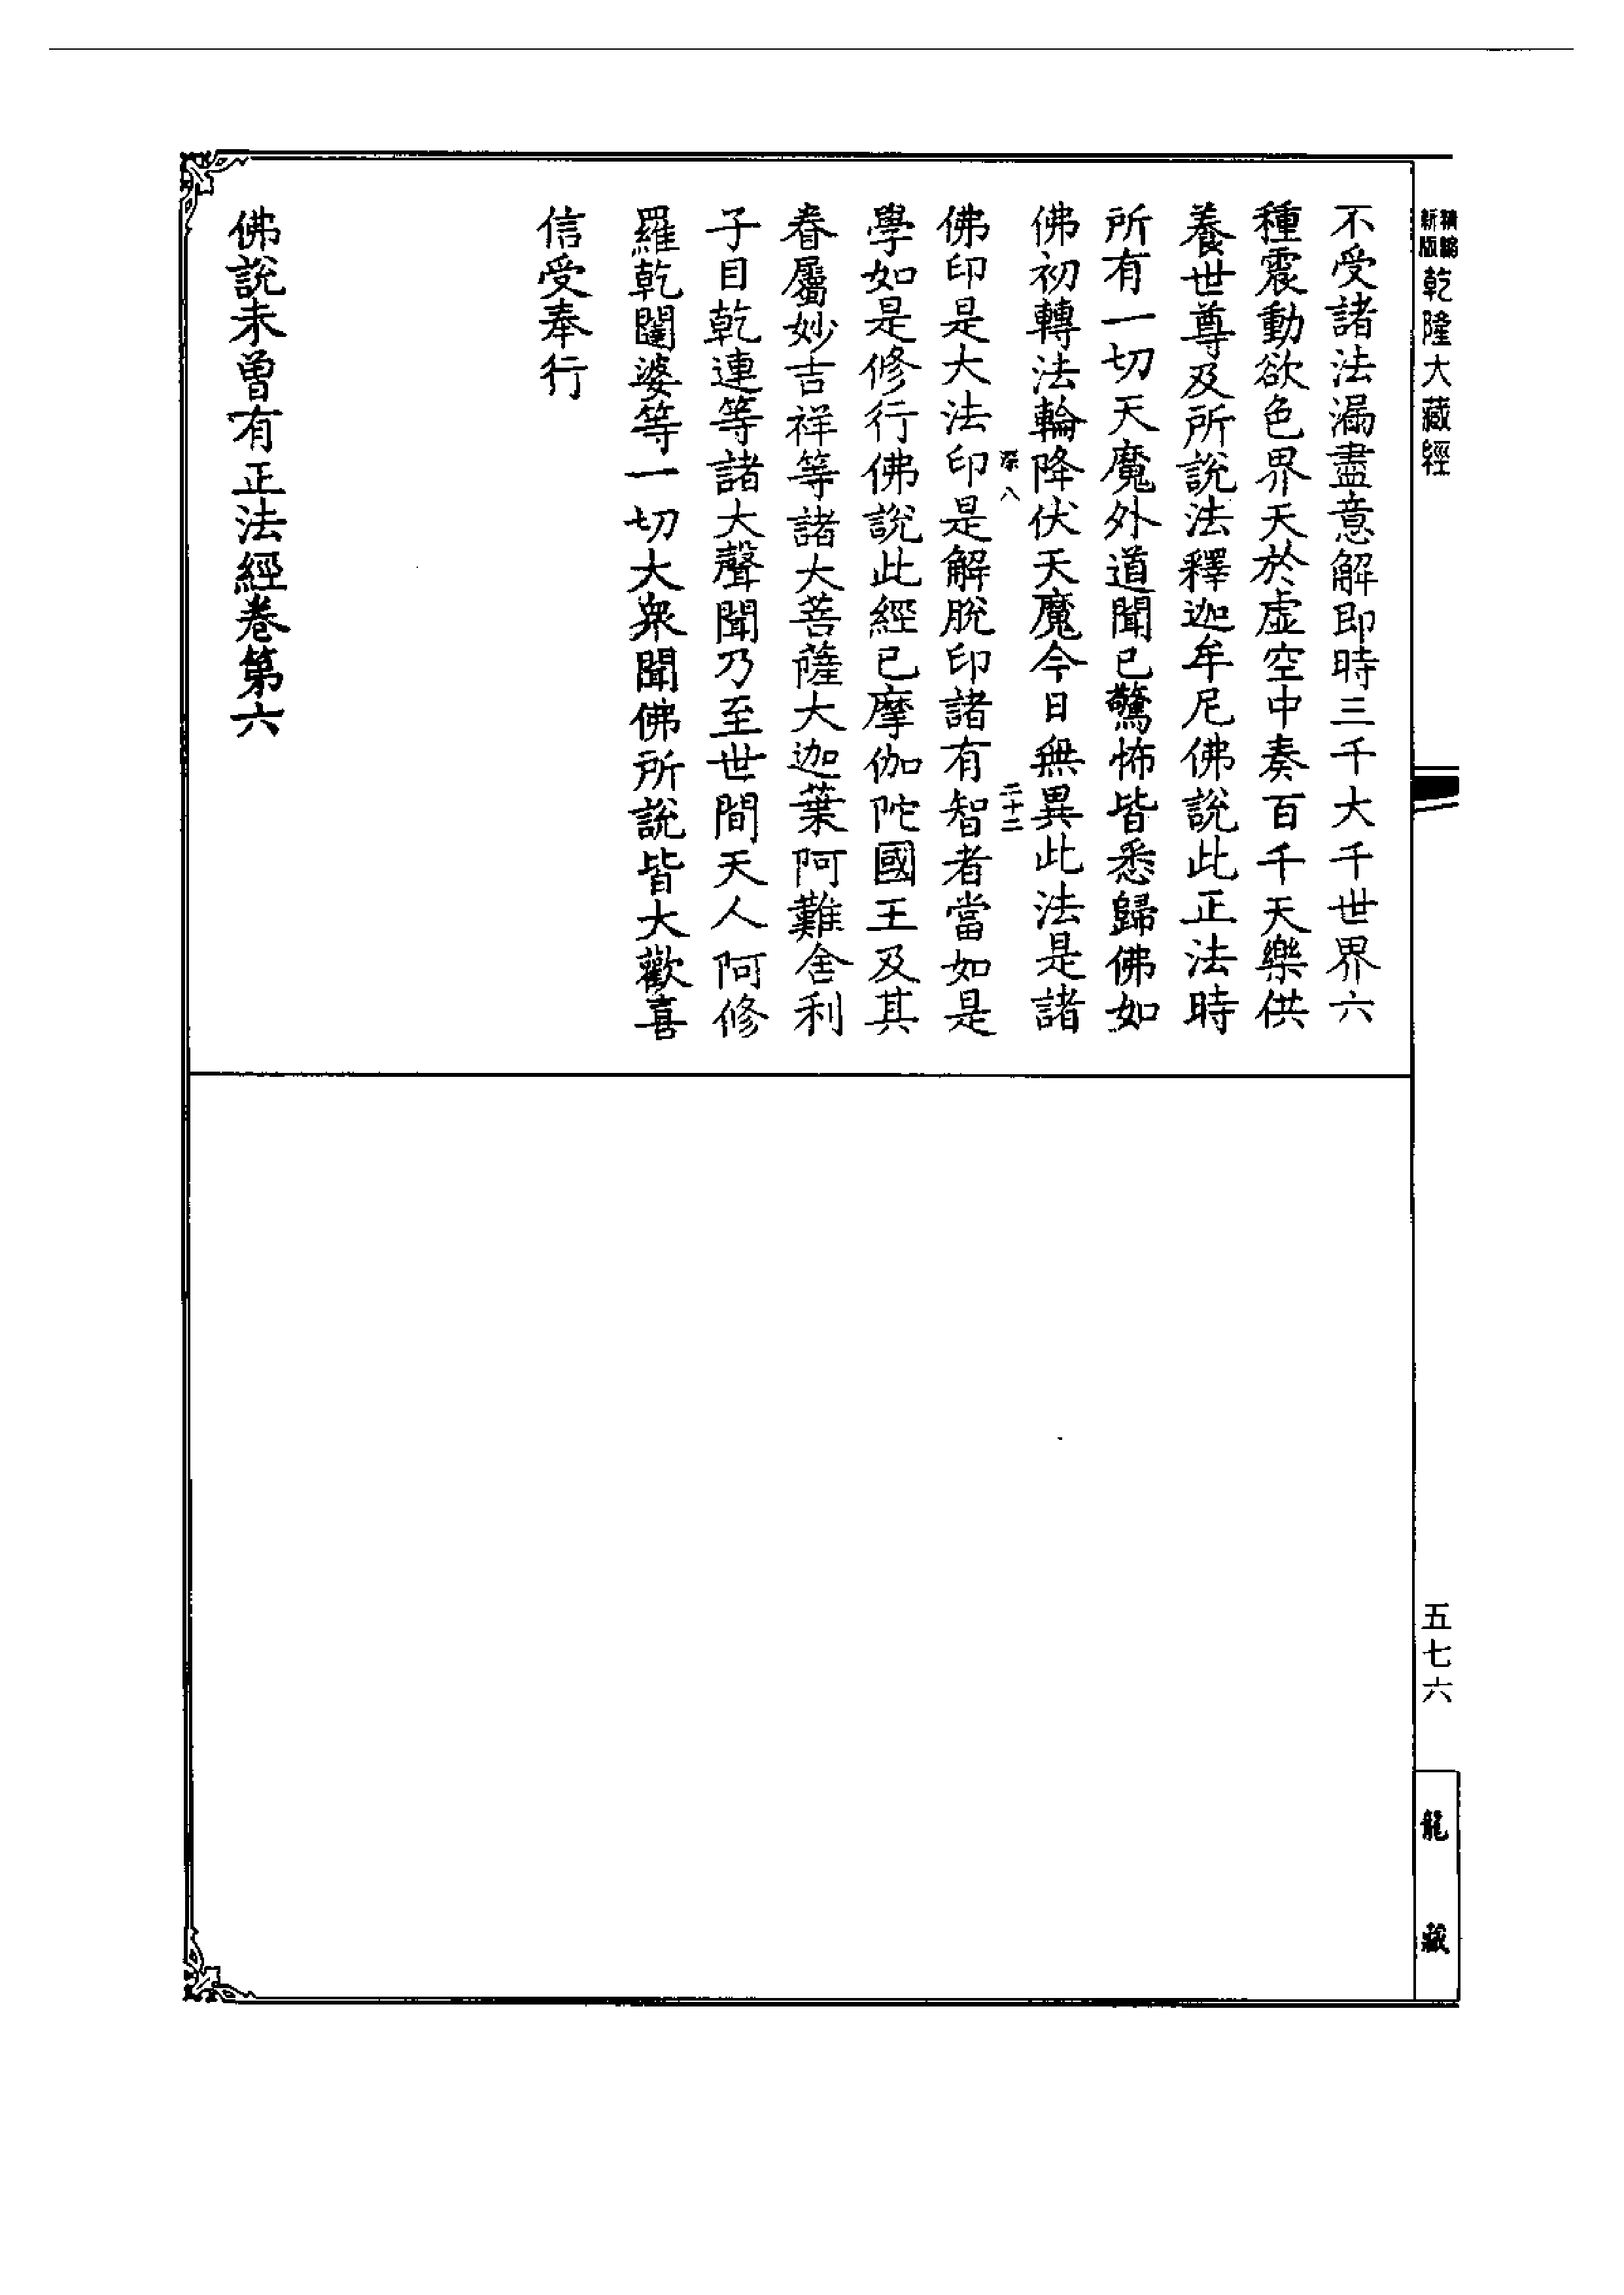 精編
新版
乾隆大藏經
五七六
龍藏
不受諸法漏盡意解即時三千大千世界六
種震動欲色界天於虛空中奏百千天樂供
養世尊及所說法釋迦牟尼佛說此正法時
所有一切天魔外道聞已驚怖皆悉歸佛如
佛初轉法輪降伏天魔今日無異此法是諸
深八
二十二
佛印是大法印是解脫印諸有智者當如是
學如是修行佛說此經已摩伽陀國王及其
眷屬妙吉祥等諸大菩薩大迦葉阿難舍利
子目乾連等諸大聲聞乃至世間天人阿修
羅乾闥婆等一切大眾聞佛所說皆大歡喜
信受奉行
佛說未曾有正法經卷第六